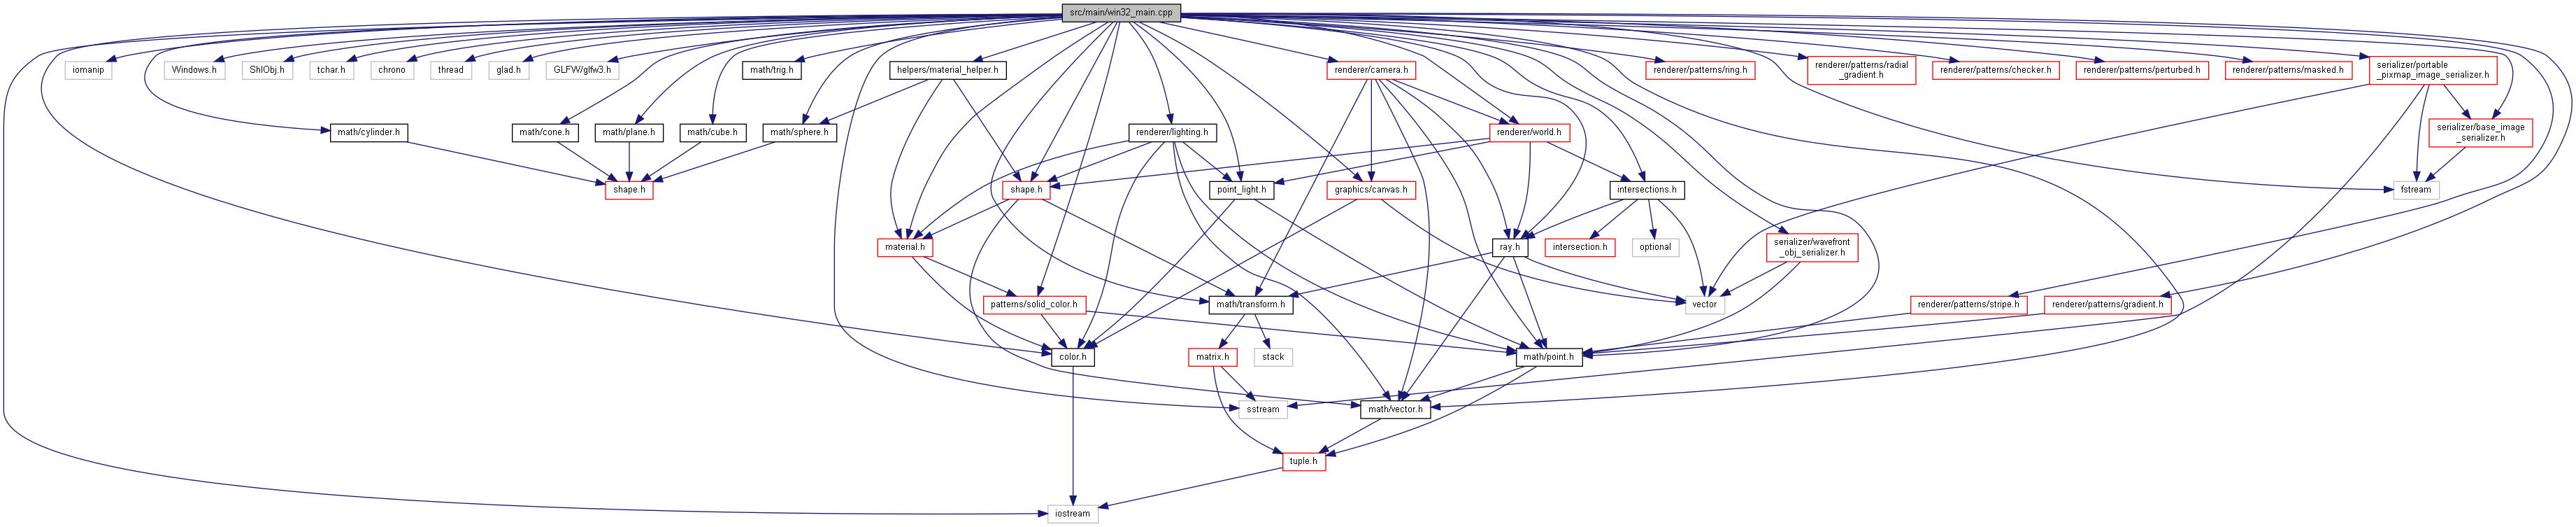 src/main/win32_main.cpp
iomanip
Windows.h
ShlObj.h
tchar.h
chrono
thread
glad.h
GLFW/glfw3.h
math/trig.h
helpers/material_helper.h
renderer/camera.h
renderer/patterns/ring.h
renderer/patterns/radial
_gradient.h
renderer/patterns/checker.h
renderer/patterns/perturbed.h
renderer/patterns/masked.h
serializer/portable
_pixmap_image_serializer.h
math/cylinder.h
math/cone.h
math/plane.h
math/cube.h
math/sphere.h
renderer/lighting.h
renderer/world.h
serializer/base_image
_serializer.h
shape.h
shape.h
point_light.h
graphics/canvas.h
intersections.h
fstream
material.h
ray.h
intersection.h
optional
serializer/wavefront
_obj_serializer.h
patterns/solid_color.h
math/transform.h
vector
renderer/patterns/stripe.h
renderer/patterns/gradient.h
color.h
matrix.h
stack
math/point.h
sstream
math/vector.h
tuple.h
iostream